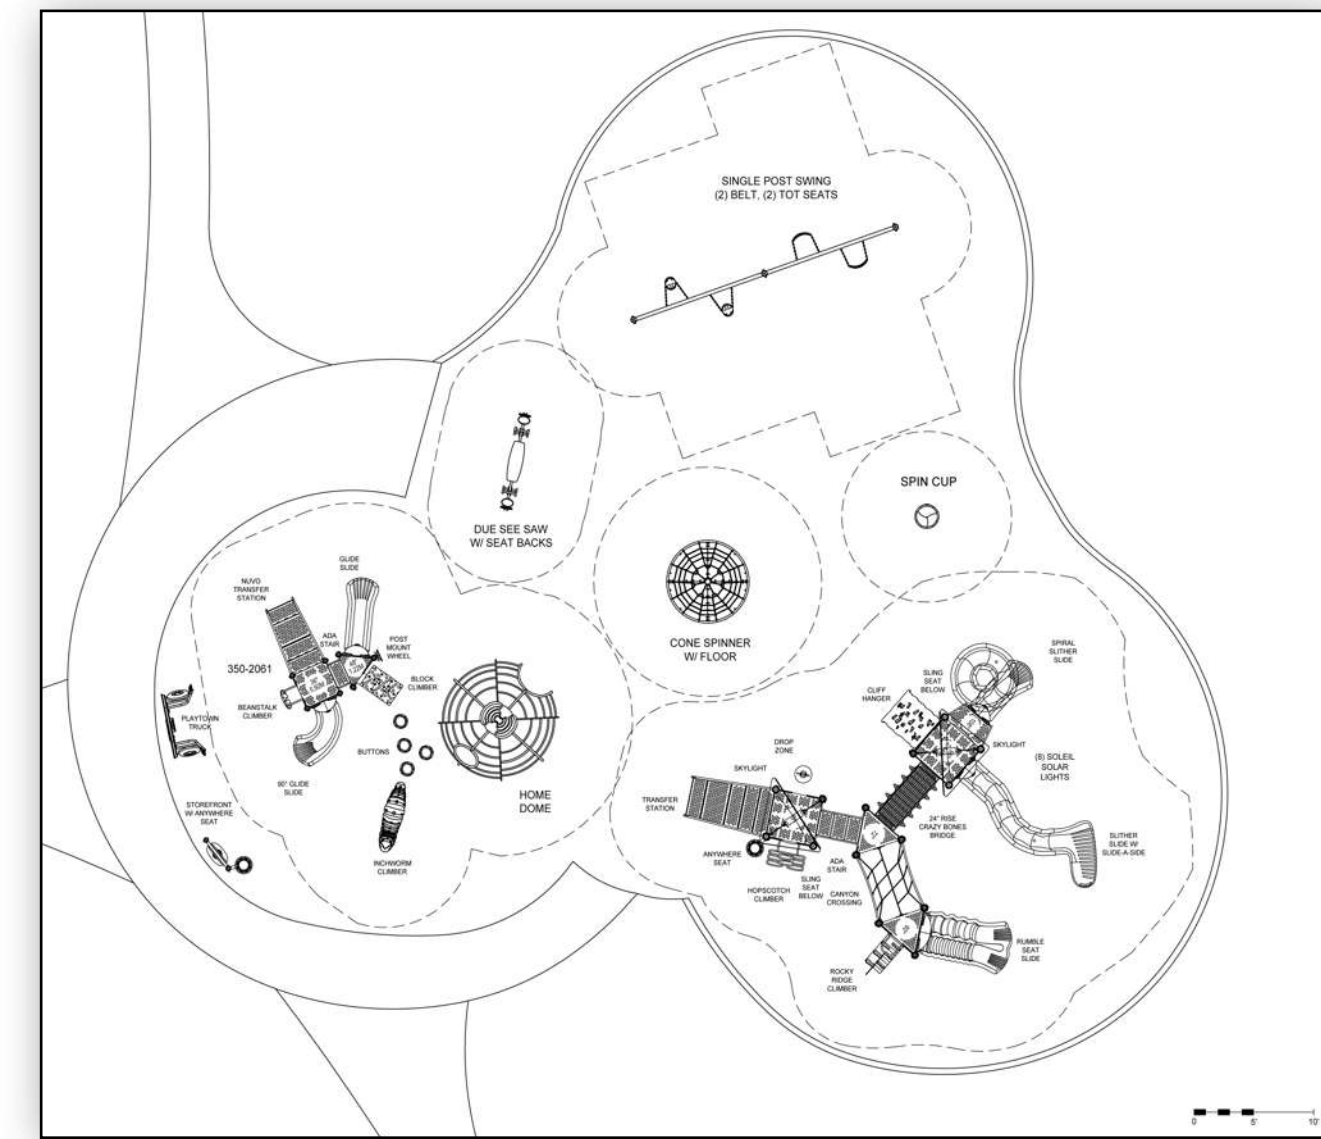 SINGLE POST SWING
(2) BELT, (2) TOT SEATS
SPIN CUP
DUE SEE SAW
W/ SEAT BACKS
CONE SPINNER
W/ FLOOR
GLIDE
SLIDE
NUVO
TRANSFER
STATION
ADA
STAIR
POST
MOUNT
WHEEL
350-2061
BLOCK
CLIMBER
BEANSTALK
CLIMBER
PLAYTOWN
TRUCK
BUTTONS
90° GLIDE
SLIDE
HOME
DOME
STOREFRONT
W/ ANYWHERE
SEAT
INCHWORM
CLIMBER
SPIRAL
SLITHER
SLIDE
SLING
SEAT
BELOW
CLIFF
HANGER
SKYLIGHT
(8) SOLEIL
SOLAR
LIGHTS
DROP
ZONE
SKYLIGHT
TRANSFER
STATION
24" RISE
CRAZY BONES
BRIDGE
SLITHER
SLIDE W/
SLIDE-A-SIDE
ANYWHERE
SEAT
ADA
STAIR
HOPSCOTCH
CLIMBER
SLING
SEAT
BELOW
CANYON
CROSSING
RUMBLE
SEAT
SLIDE
ROCKY
RIDGE
CLIMBER
0 5' 10'